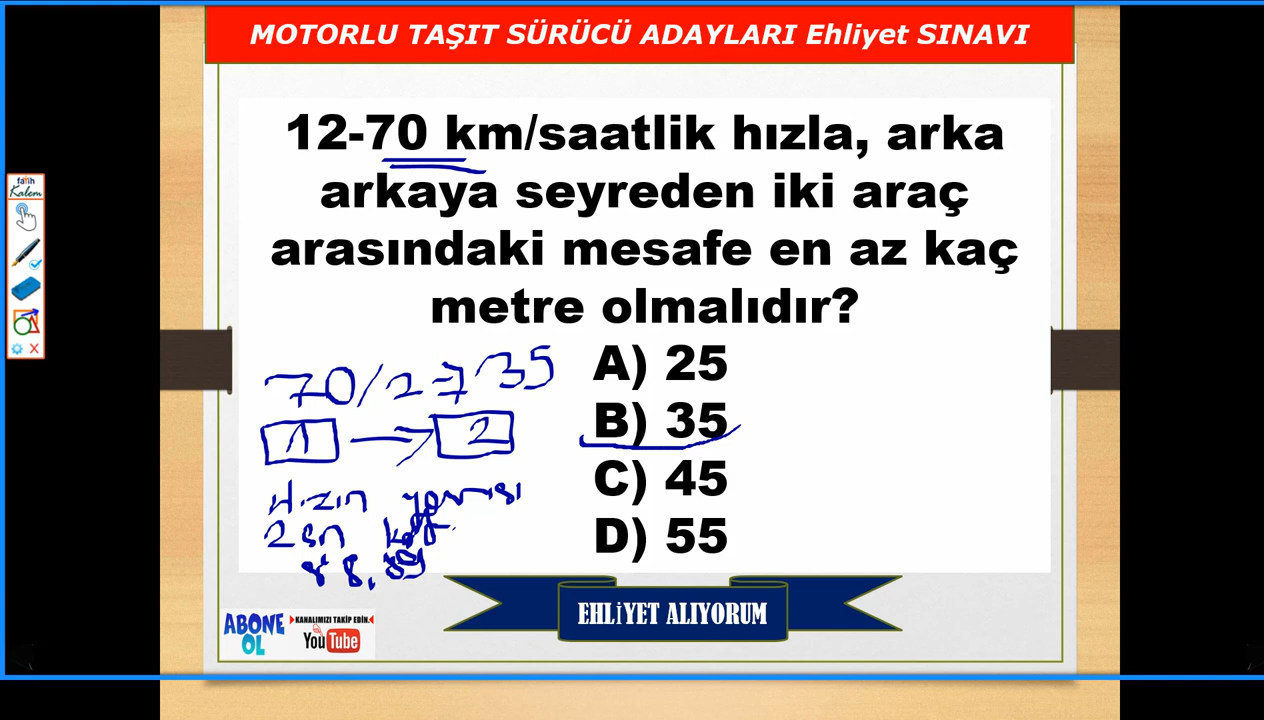 MOTORLU TAŞIT SÜRÜCÜ ADAYLARI Ehliyet SINAVI
fatih
Kalem
12-70 km/saatlik hızla, arka
arkaya seyreden iki araç
arasındaki mesafe en az kaç
metre olmalıdır?
A) 25
B) 35
C) 45
D) 55
70/2=35
1 → 2
Hızın yarısı
2 sn
88, 89
EHLİYET ALIYORUM
ABONE
OL
KANALIMIZI TAKİP EDİN.
YouTube